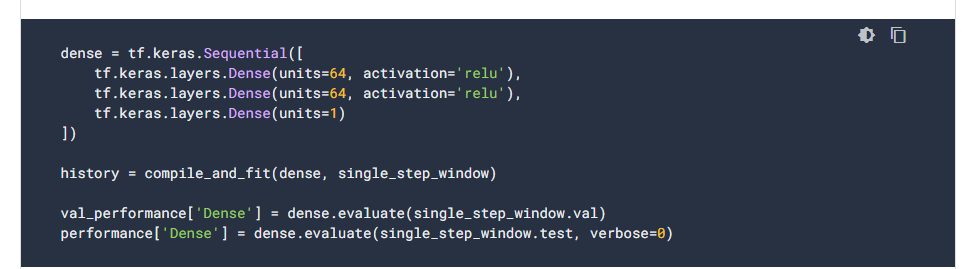 dense = tf.keras.Sequential([
    tf.keras.layers.Dense(units=64, activation='relu'),
    tf.keras.layers.Dense(units=64, activation='relu'),
    tf.keras.layers.Dense(units=1)
])
history = compile_and_fit(dense, single_step_window)
val_performance['Dense'] = dense.evaluate(single_step_window.val)
performance['Dense'] = dense.evaluate(single_step_window.test, verbose=0)